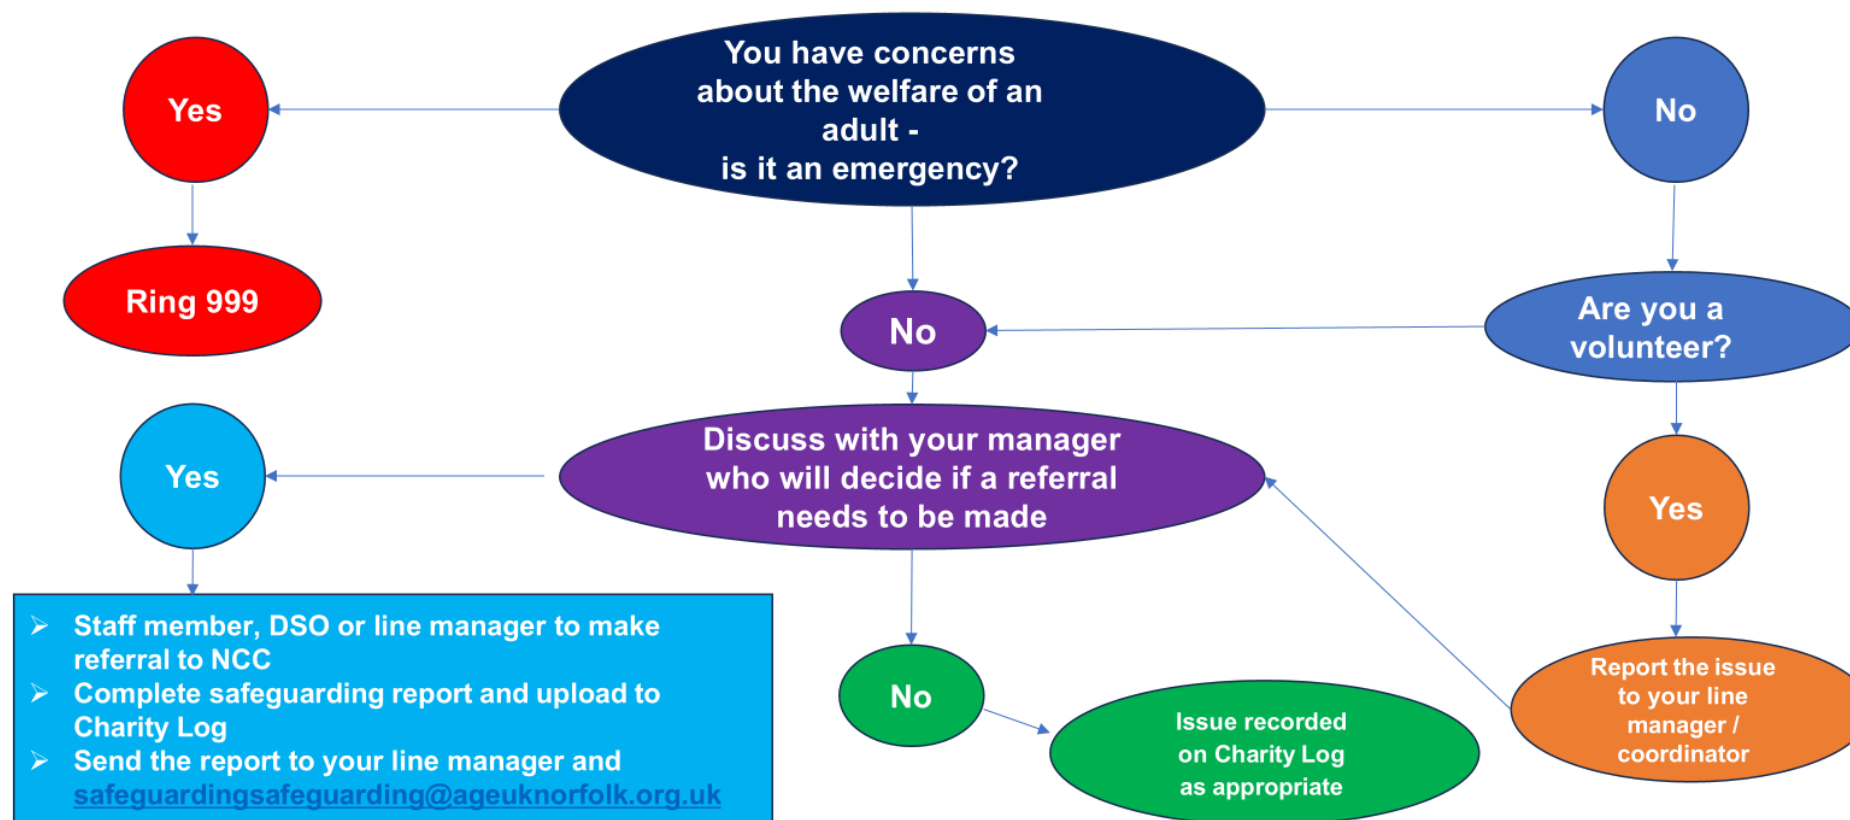 You have concerns
about the welfare of an
adult -
is it an emergency?
Yes
No
Ring 999
No
Are you a
volunteer?
Discuss with your manager
who will decide if a referral
needs to be made
Yes
Yes
➢ Staff member, DSO or line manager to make
referral to NCC
➢ Complete safeguarding report and upload to
Charity Log
➢ Send the report to your line manager and
safeguardingsafeguarding@ageuknorfolk.org.uk
No
Issue recorded
on Charity Log
as appropriate
Report the issue
to your line
manager /
coordinator